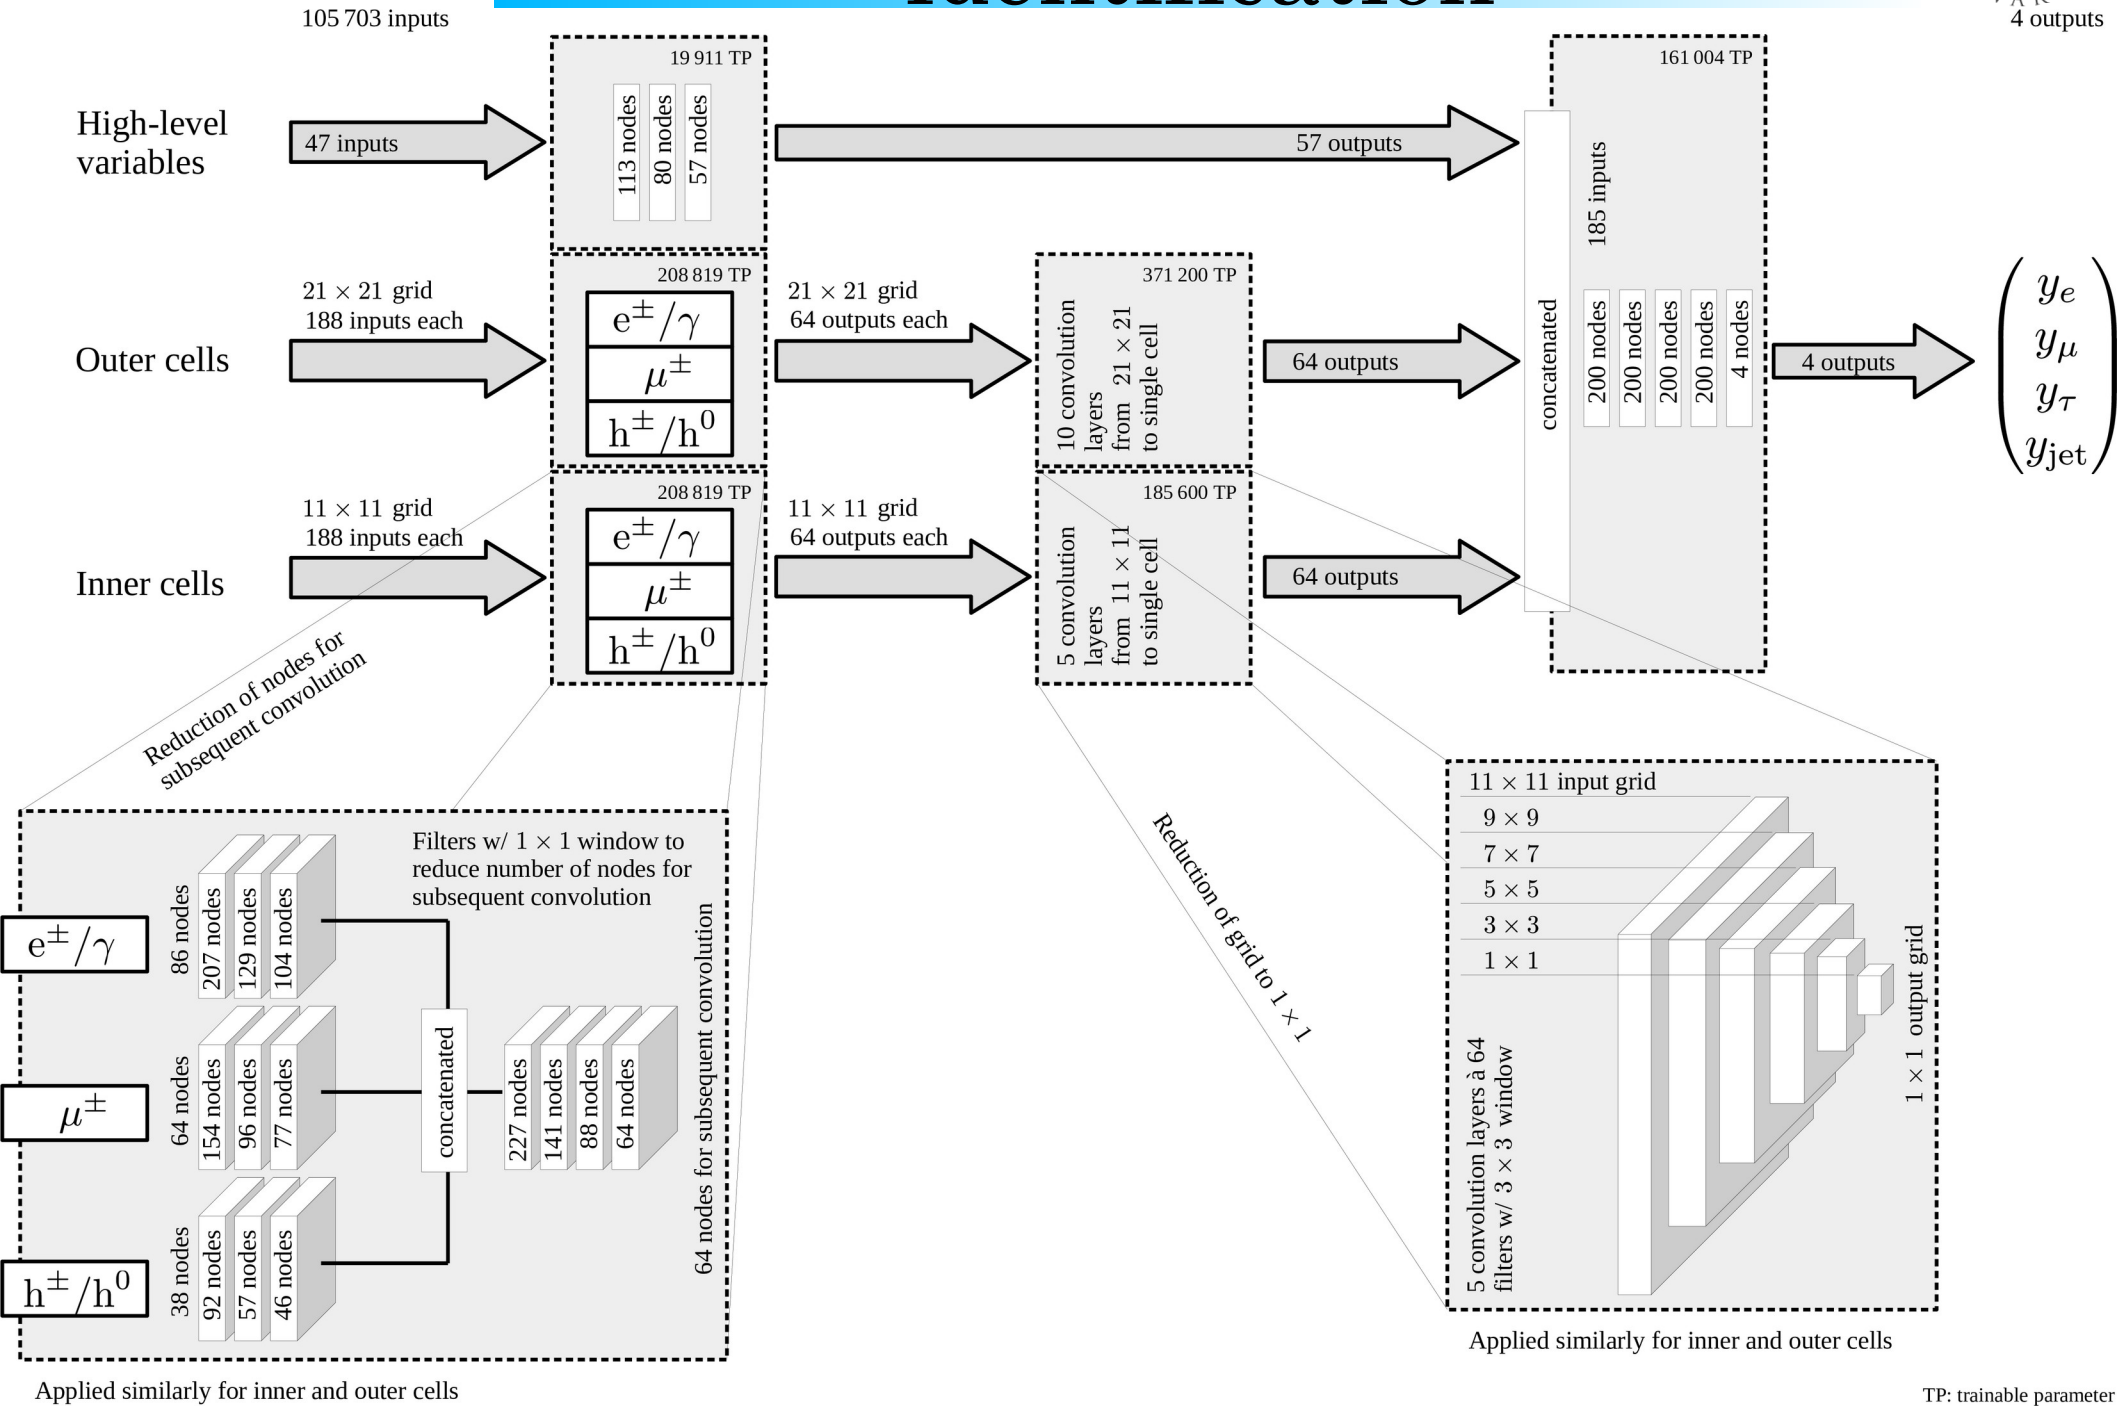 identification
105 703 inputs
4 outputs
19 911 TP
161 004 TP
High-level
variables
47 inputs
113 nodes
80 nodes
57 nodes
57 outputs
185 inputs
208 819 TP
371 200 TP
21 × 21 grid
188 inputs each
Outer cells
e±/γ
μ±
h±/h⁰
21 × 21 grid
64 outputs each
10 convolution
layers
from 21 × 21
to single cell
64 outputs
concatenated
200 nodes
200 nodes
200 nodes
200 nodes
4 nodes
4 outputs
y_e
y_μ
y_τ
y_jet
208 819 TP
185 600 TP
11 × 11 grid
188 inputs each
Inner cells
e±/γ
μ±
h±/h⁰
11 × 11 grid
64 outputs each
5 convolution
layers
from 11 × 11
to single cell
64 outputs
Reduction of nodes for
subsequent convolution
Filters w/ 1 × 1 window to
reduce number of nodes for
subsequent convolution
e±/γ
86 nodes
207 nodes
129 nodes
104 nodes
μ±
64 nodes
154 nodes
96 nodes
77 nodes
concatenated
227 nodes
141 nodes
88 nodes
64 nodes
64 nodes for subsequent convolution
h±/h⁰
38 nodes
92 nodes
57 nodes
46 nodes
Applied similarly for inner and outer cells
Reduction of grid to 1 × 1
11 × 11 input grid
9 × 9
7 × 7
5 × 5
3 × 3
1 × 1
5 convolution layers à 64
filters w/ 3 × 3 window
1 × 1 output grid
Applied similarly for inner and outer cells
TP: trainable parameter